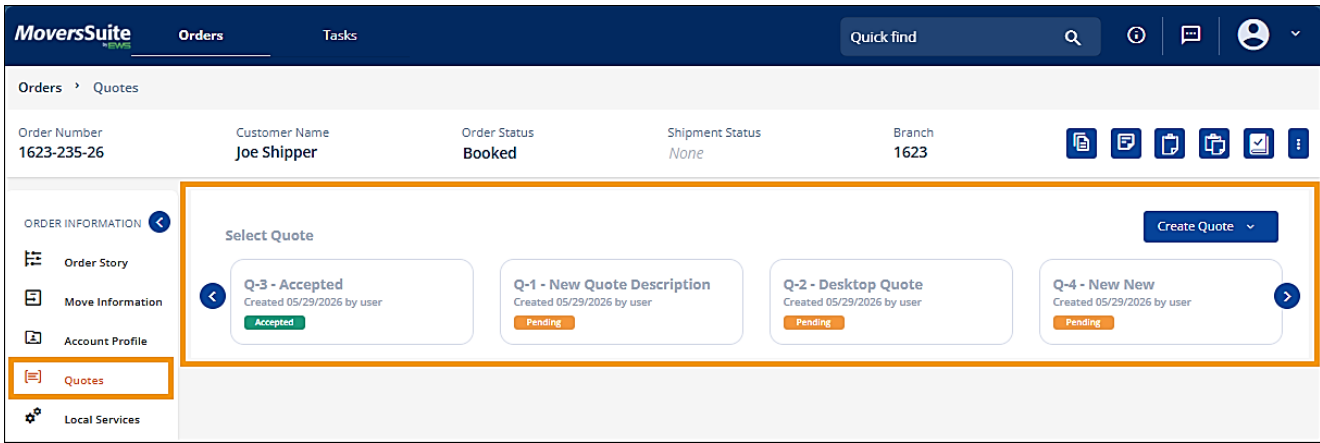 MoversSuite
by EWS
Orders
Tasks
Quick find
Orders > Quotes
Order Number
1623-235-26
Customer Name
Joe Shipper
Order Status
Booked
Shipment Status
None
Branch
1623
ORDER INFORMATION
Order Story
Move Information
Account Profile
Quotes
Local Services
Select Quote
Create Quote
Q-3 - Accepted
Created 05/29/2026 by user
Accepted
Q-1 - New Quote Description
Created 05/29/2026 by user
Pending
Q-2 - Desktop Quote
Created 05/29/2026 by user
Pending
Q-4 - New New
Created 05/29/2026 by user
Pending